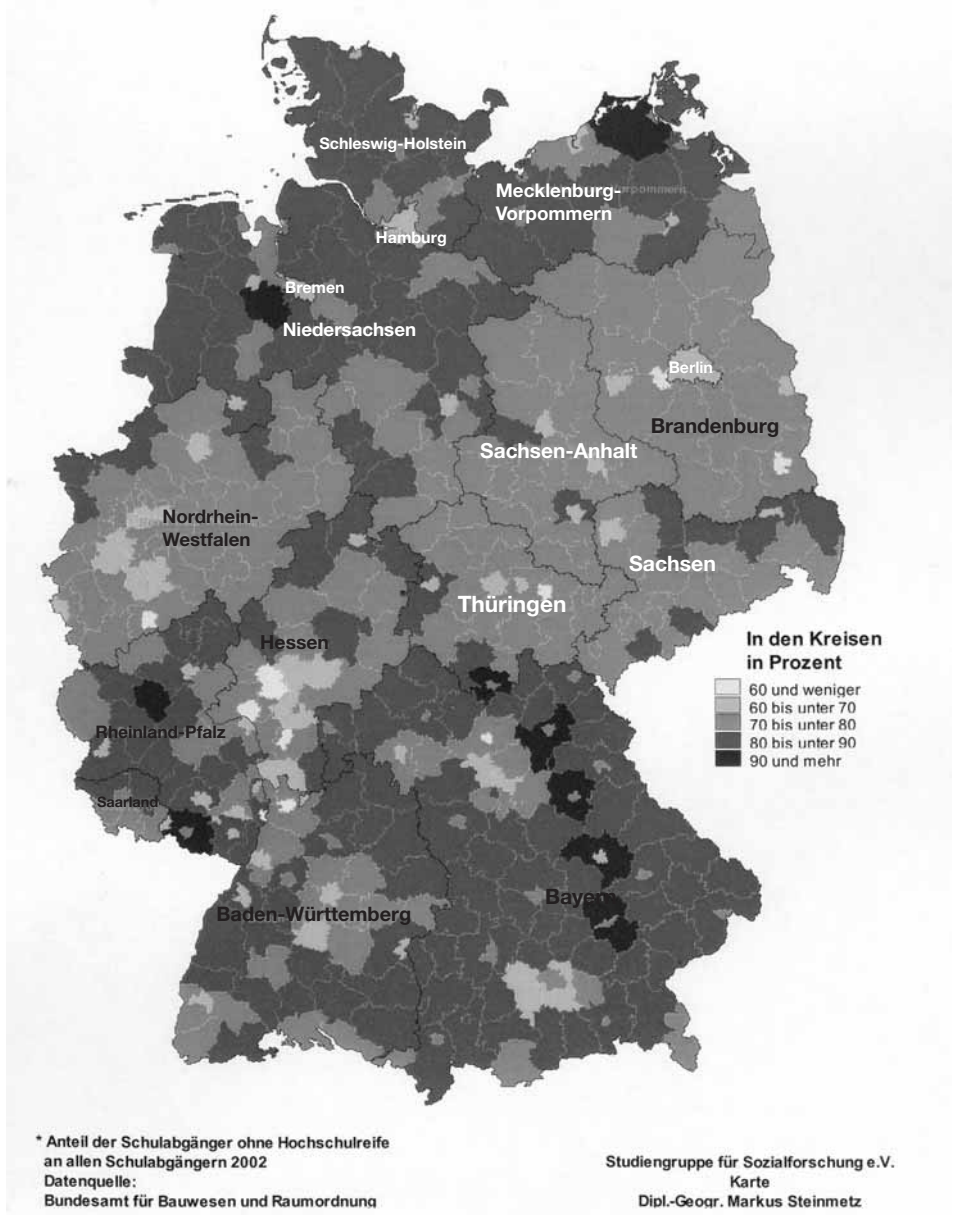 Schleswig-Holstein
Mecklenburg-
Vorpommern
Hamburg
Bremen
Niedersachsen
Berlin
Brandenburg
Sachsen-Anhalt
Nordrhein-
Westfalen
Sachsen
Thüringen
Hessen
Rheinland-Pfalz
Saarland
Bayern
Baden-Württemberg
In den Kreisen
in Prozent
60 und weniger
60 bis unter 70
70 bis unter 80
80 bis unter 90
90 und mehr
* Anteil der Schulabgänger ohne Hochschulreife
an allen Schulabgängern 2002
Datenquelle:
Bundesamt für Bauwesen und Raumordnung
Studiengruppe für Sozialforschung e.V.
Karte
Dipl.-Geogr. Markus Steinmetz